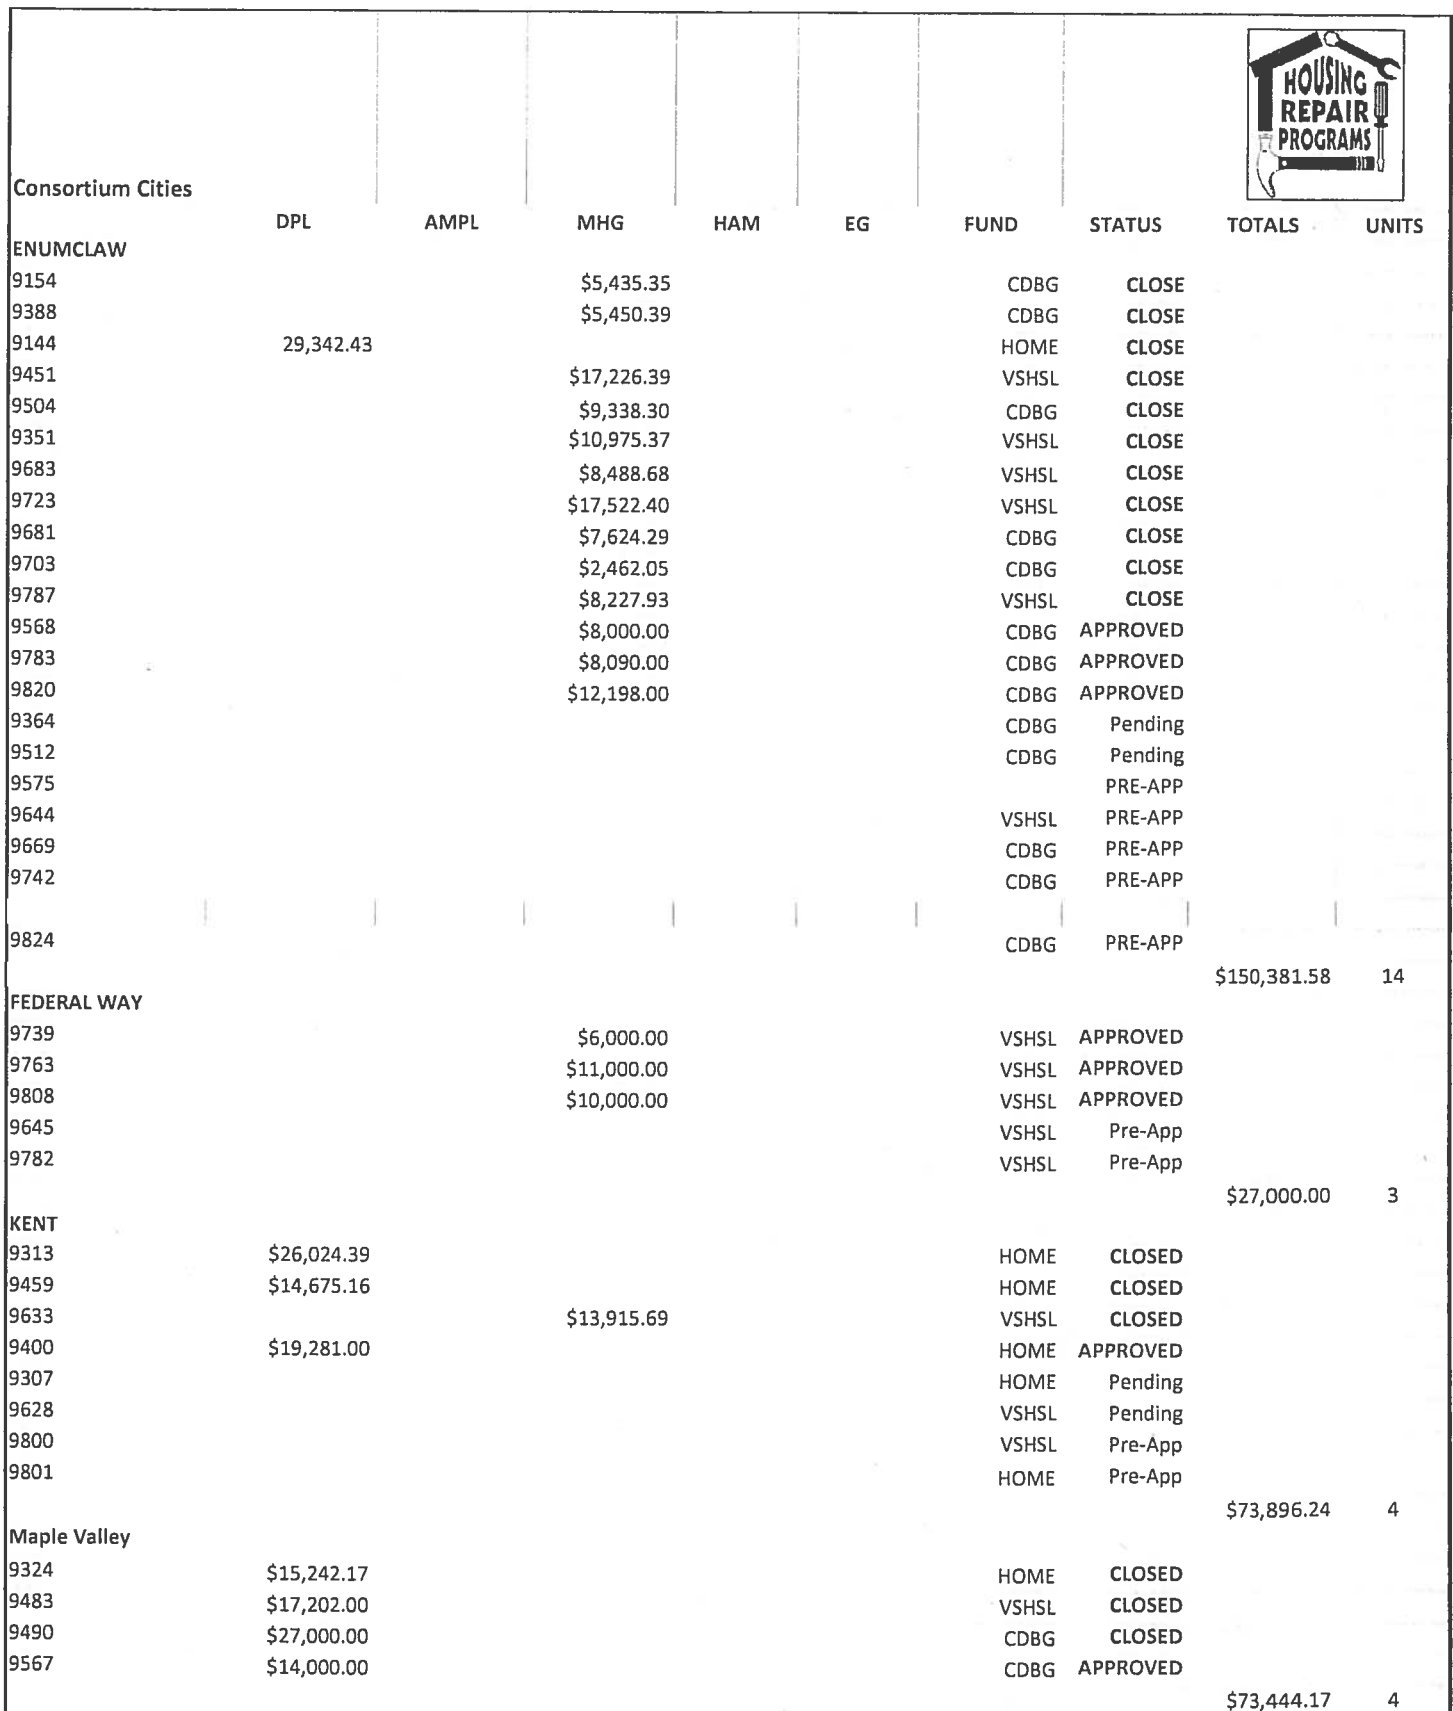 HOUSING
REPAIR
PROGRAMS
Consortium Cities
DPL AMPL MHG HAM EG FUND STATUS TOTALS UNITS
ENUMCLAW
9154 $5,435.35 CDBG CLOSE
9388 $5,450.39 CDBG CLOSE
9144 29,342.43 HOME CLOSE
9451 $17,226.39 VSHSL CLOSE
9504 $9,338.30 CDBG CLOSE
9351 $10,975.37 VSHSL CLOSE
9683 $8,488.68 VSHSL CLOSE
9723 $17,522.40 VSHSL CLOSE
9681 $7,624.29 CDBG CLOSE
9703 $2,462.05 CDBG CLOSE
9787 $8,227.93 VSHSL CLOSE
9568 $8,000.00 CDBG APPROVED
9783 $8,090.00 CDBG APPROVED
9820 $12,198.00 CDBG APPROVED
9364 CDBG Pending
9512 CDBG Pending
9575 PRE-APP
9644 VSHSL PRE-APP
9669 CDBG PRE-APP
9742 CDBG PRE-APP
9824 CDBG PRE-APP
$150,381.58 14
FEDERAL WAY
9739 $6,000.00 VSHSL APPROVED
9763 $11,000.00 VSHSL APPROVED
9808 $10,000.00 VSHSL APPROVED
9645 VSHSL Pre-App
9782 VSHSL Pre-App
$27,000.00 3
KENT
9313 $26,024.39 HOME CLOSED
9459 $14,675.16 HOME CLOSED
9633 $13,915.69 VSHSL CLOSED
9400 $19,281.00 HOME APPROVED
9307 HOME Pending
9628 VSHSL Pending
9800 VSHSL Pre-App
9801 HOME Pre-App
$73,896.24 4
Maple Valley
9324 $15,242.17 HOME CLOSED
9483 $17,202.00 VSHSL CLOSED
9490 $27,000.00 CDBG CLOSED
9567 $14,000.00 CDBG APPROVED
$73,444.17 4